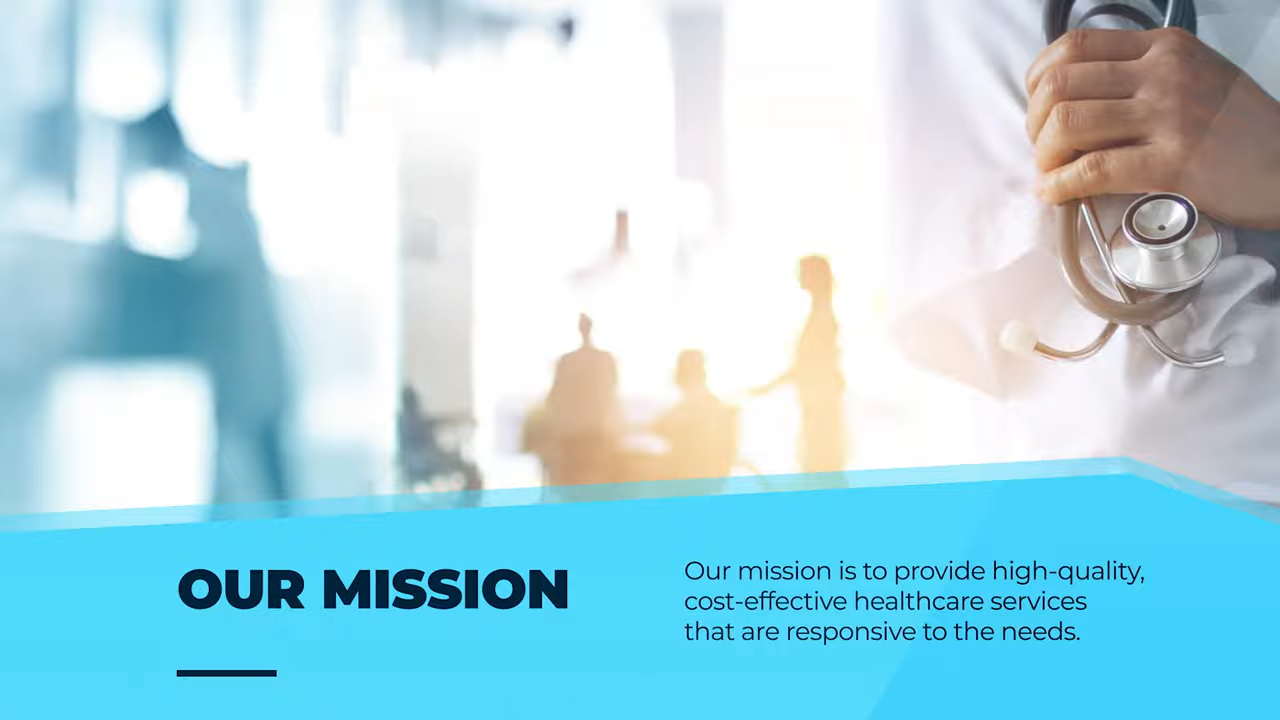 OUR MISSION
Our mission is to provide high-quality,
cost-effective healthcare services
that are responsive to the needs.